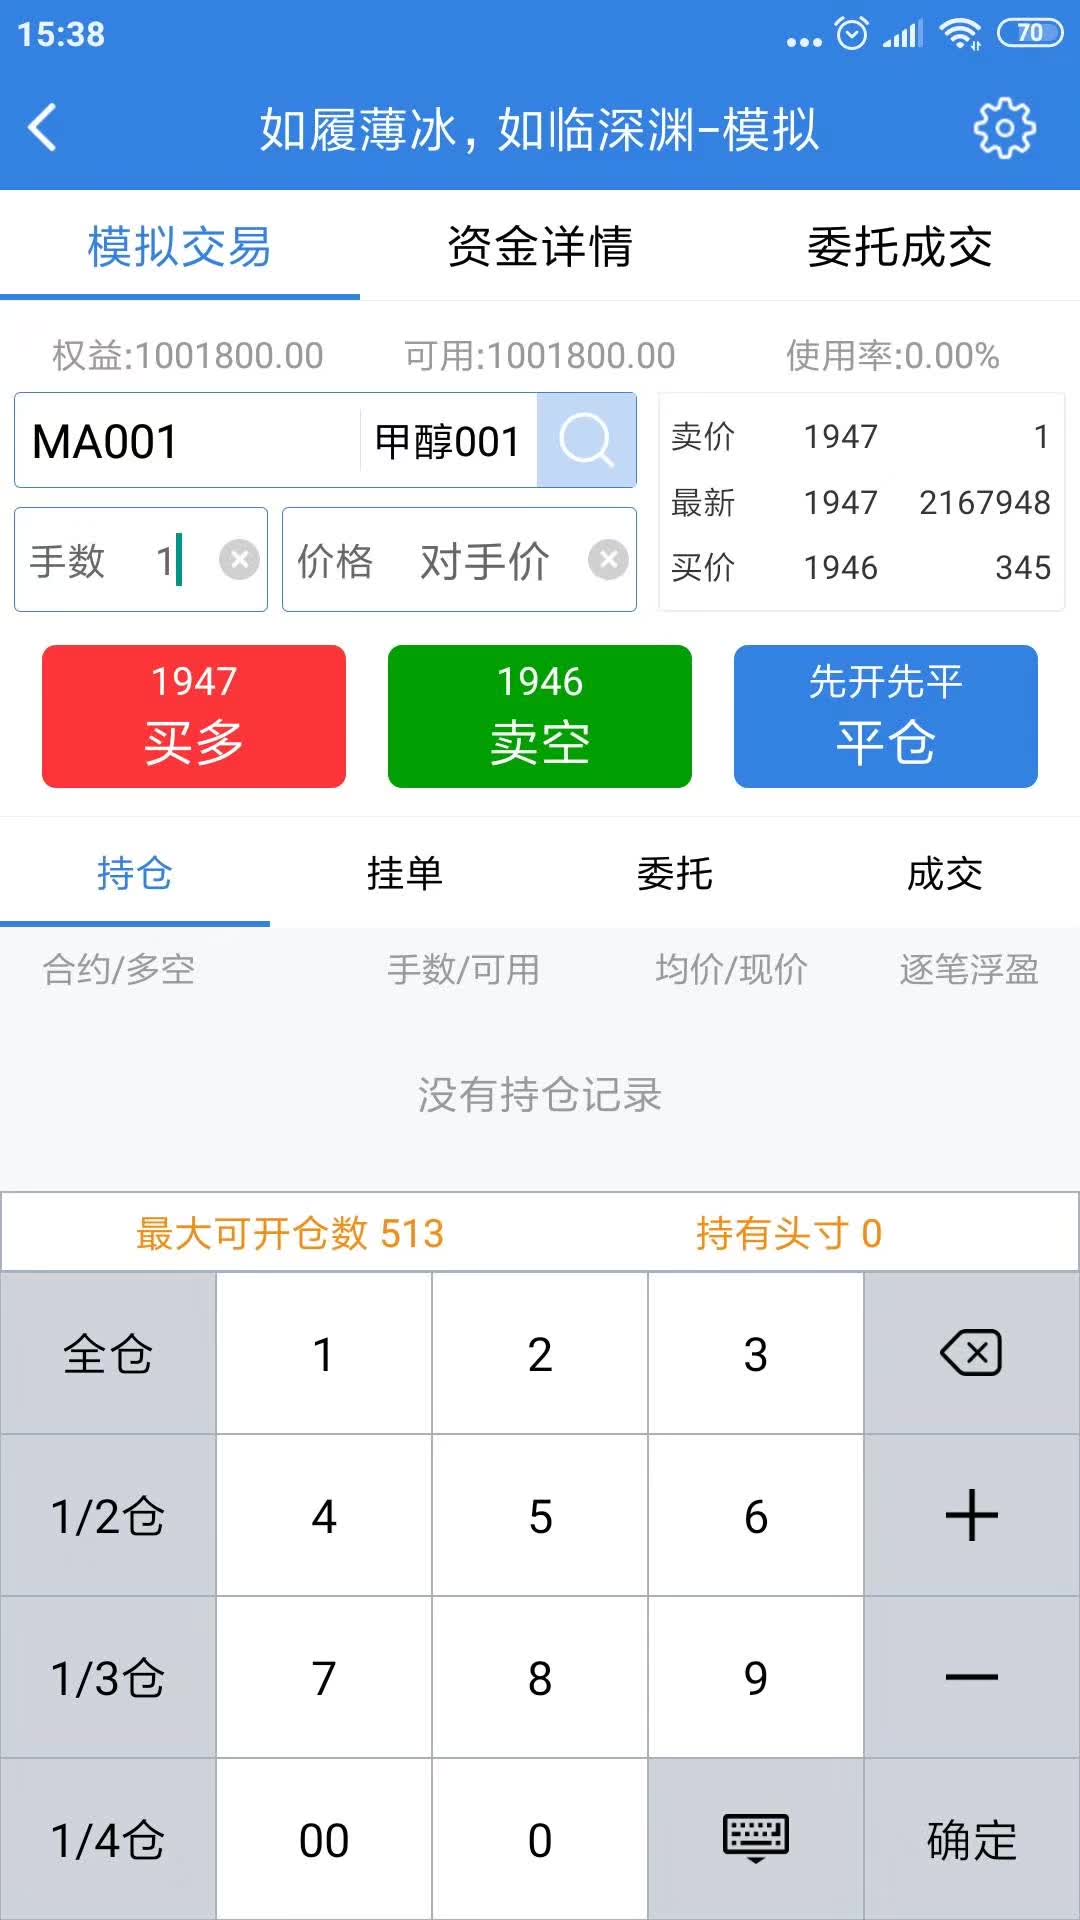 15:38
70
如履薄冰，如临深渊-模拟
模拟交易 资金详情 委托成交
权益:1001800.00 可用:1001800.00 使用率:0.00%
MA001 甲醇001
卖价 1947 1
最新 1947 2167948
买价 1946 345
手数 1 价格 对手价
1947 1946 先开先平
买多 卖空 平仓
持仓 挂单 委托 成交
合约/多空 手数/可用 均价/现价 逐笔浮盈
没有持仓记录
最大可开仓数 513 持有头寸 0
全仓 1 2 3
1/2仓 4 5 6 +
1/3仓 7 8 9 —
1/4仓 00 0 确定